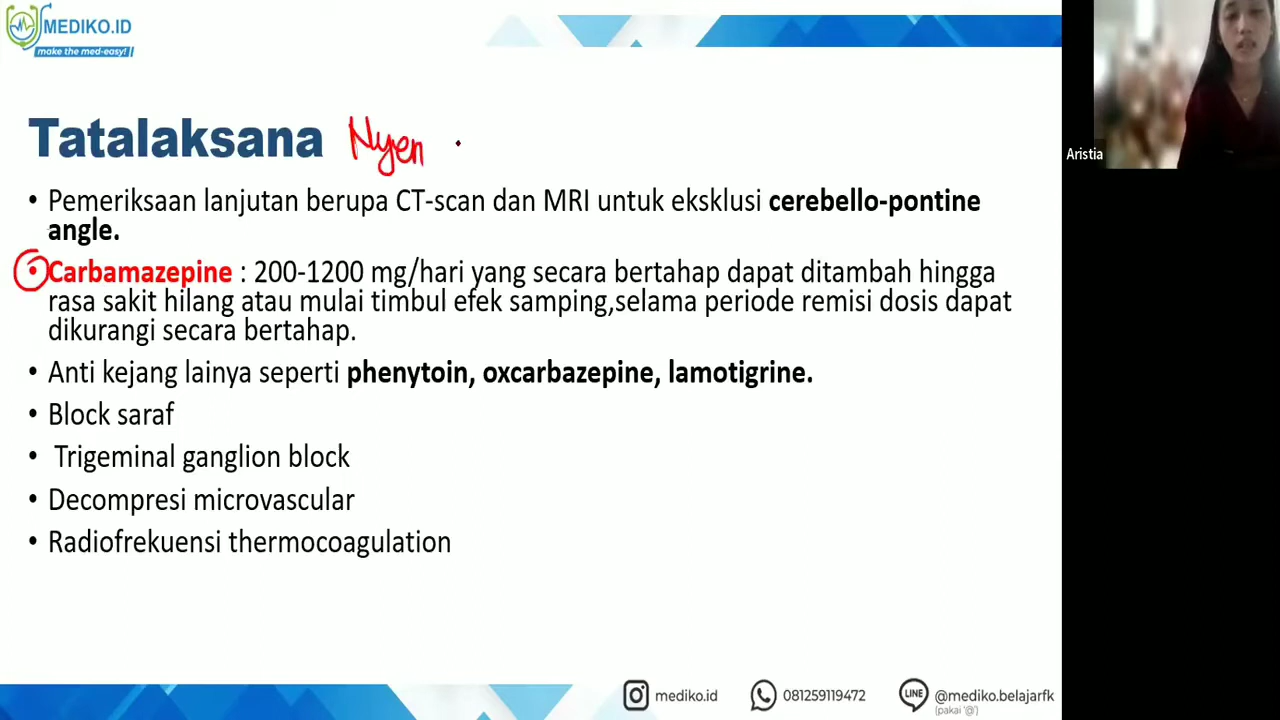 MEDIKO.ID
make the med-easy!
Tatalaksana Nyen
• Pemeriksaan lanjutan berupa CT-scan dan MRI untuk eksklusi cerebello-pontine
angle.
• Carbamazepine : 200-1200 mg/hari yang secara bertahap dapat ditambah hingga
rasa sakit hilang atau mulai timbul efek samping,selama periode remisi dosis dapat
dikurangi secara bertahap.
• Anti kejang lainya seperti phenytoin, oxcarbazepine, lamotigrine.
• Block saraf
• Trigeminal ganglion block
• Decompresi microvascular
• Radiofrekuensi thermocoagulation
Aristia
mediko.id
081259119472
LINE
@mediko.belajarfk
(pakai '@')